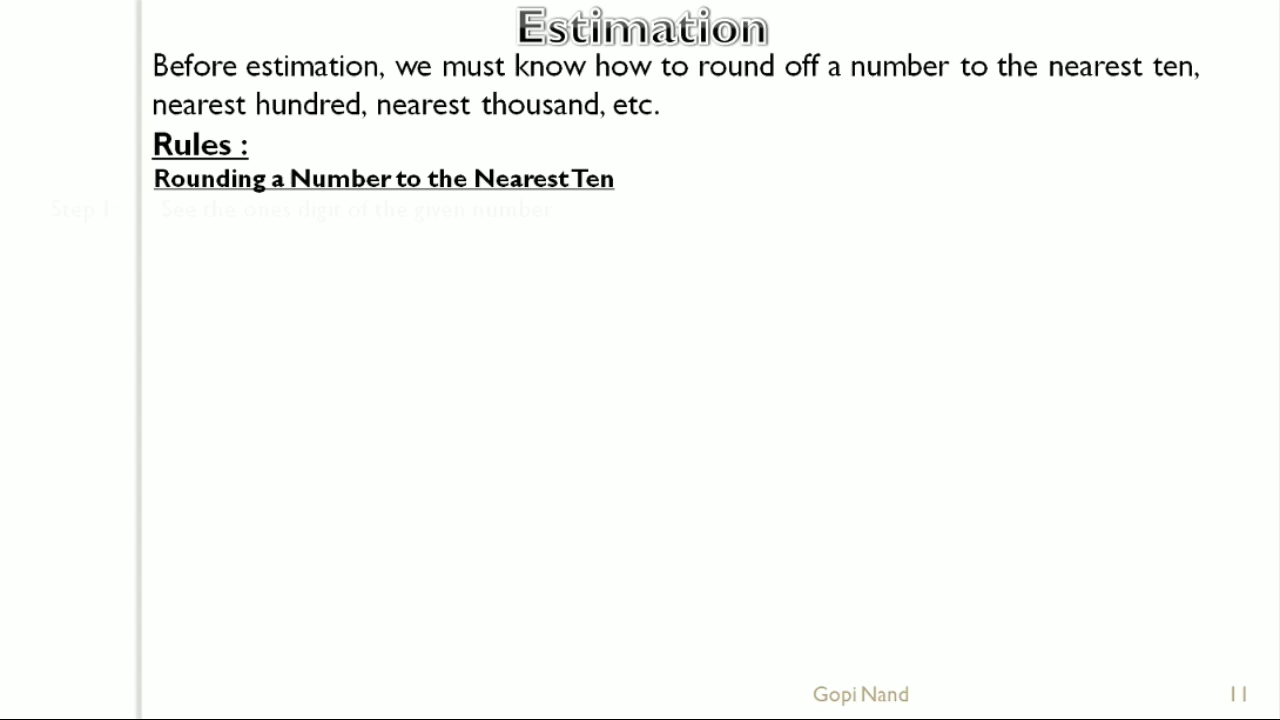 Estimation
Before estimation, we must know how to round off a number to the nearest ten,
nearest hundred, nearest thousand, etc.
Rules :
Rounding a Number to the Nearest Ten
Step 1 See the ones digit of the given number
Gopi Nand 11